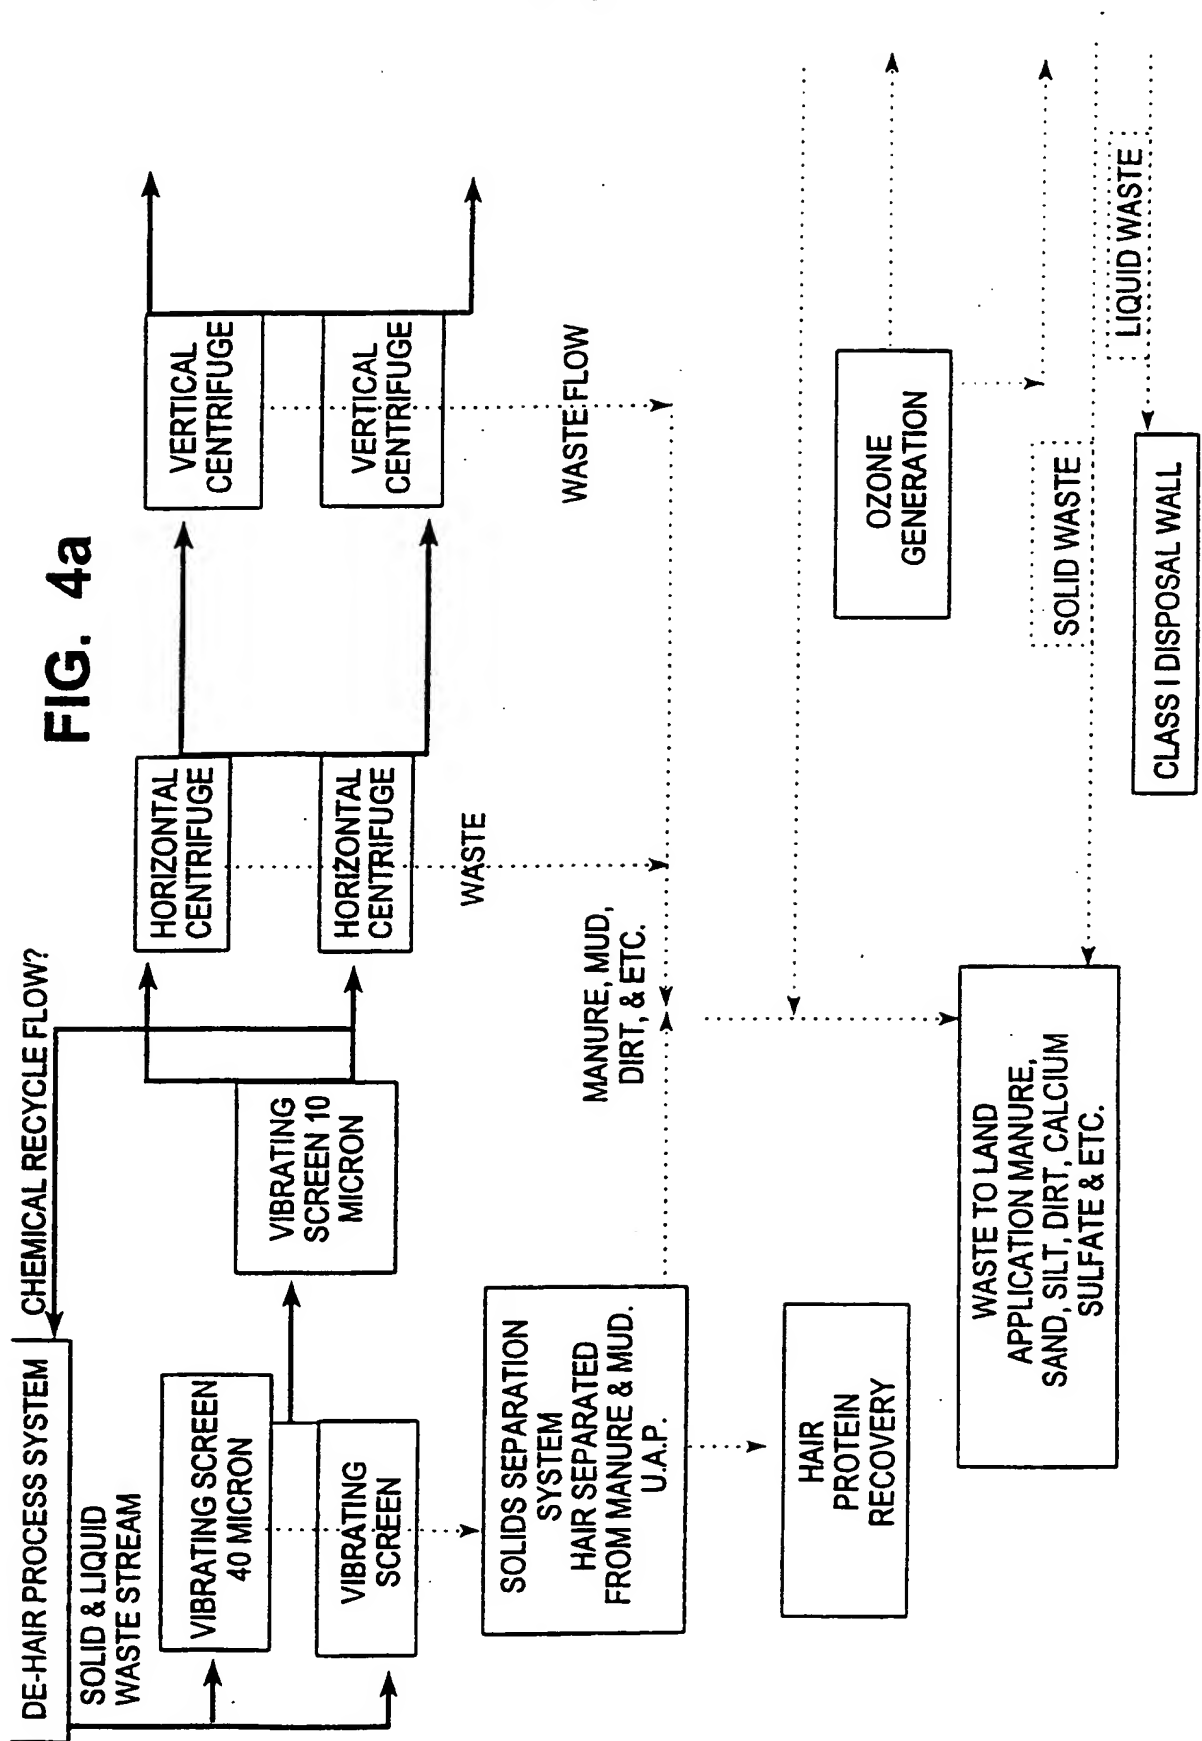 FIG. 4a
DE-HAIR PROCESS SYSTEM
CHEMICAL RECYCLE FLOW?
SOLID & LIQUID
WASTE STREAM
VIBRATING SCREEN
40 MICRON
VIBRATING
SCREEN
VIBRATING
SCREEN 10
MICRON
HORIZONTAL
CENTRIFUGE
HORIZONTAL
CENTRIFUGE
VERTICAL
CENTRIFUGE
VERTICAL
CENTRIFUGE
WASTE
WASTE FLOW
SOLIDS SEPARATION
SYSTEM
HAIR SEPARATED
FROM MANURE & MUD.
U.A.P.
MANURE, MUD,
DIRT, & ETC.
HAIR
PROTEIN
RECOVERY
OZONE
GENERATION
WASTE TO LAND
APPLICATION MANURE,
SAND, SILT, DIRT, CALCIUM
SULFATE & ETC.
SOLID WASTE
LIQUID WASTE
CLASS I DISPOSAL WALL